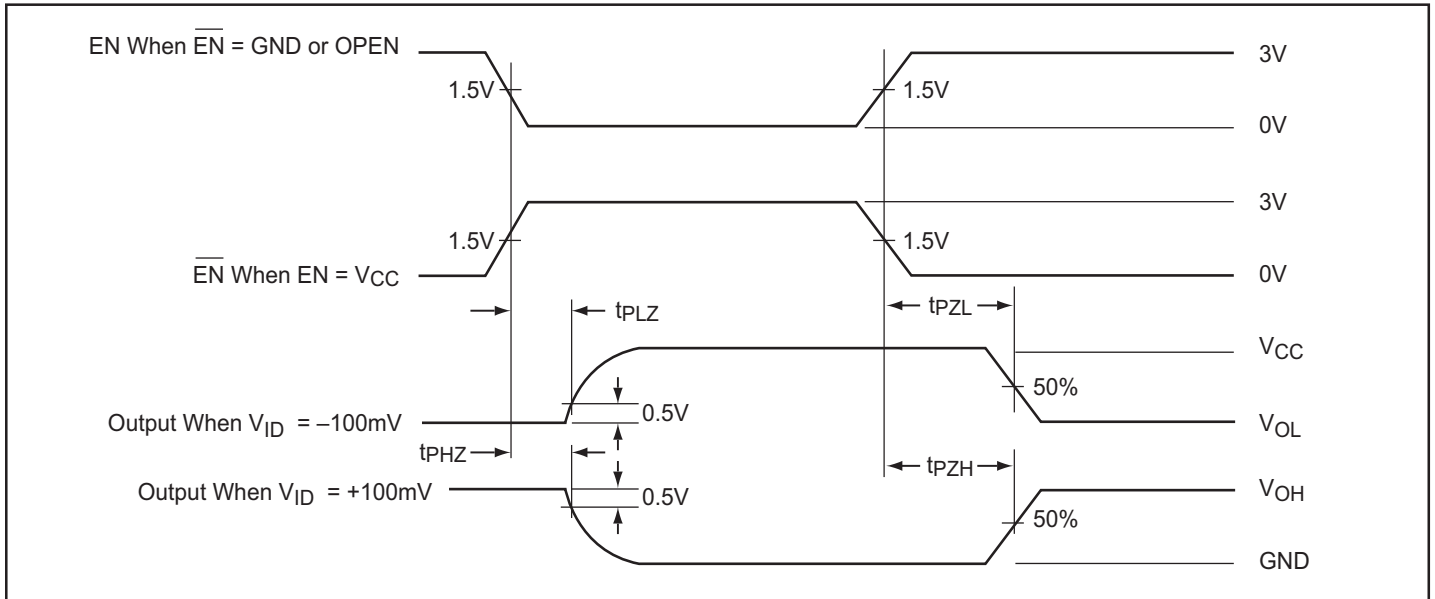 EN When E̅N̅ = GND or OPEN
3V
1.5V
1.5V
0V
3V
1.5V
1.5V
E̅N̅ When EN = VCC
0V
tPLZ
tPZL
VCC
50%
0.5V
Output When VID = –100mV
VOL
tPHZ
tPZH
Output When VID = +100mV
0.5V
VOH
50%
GND